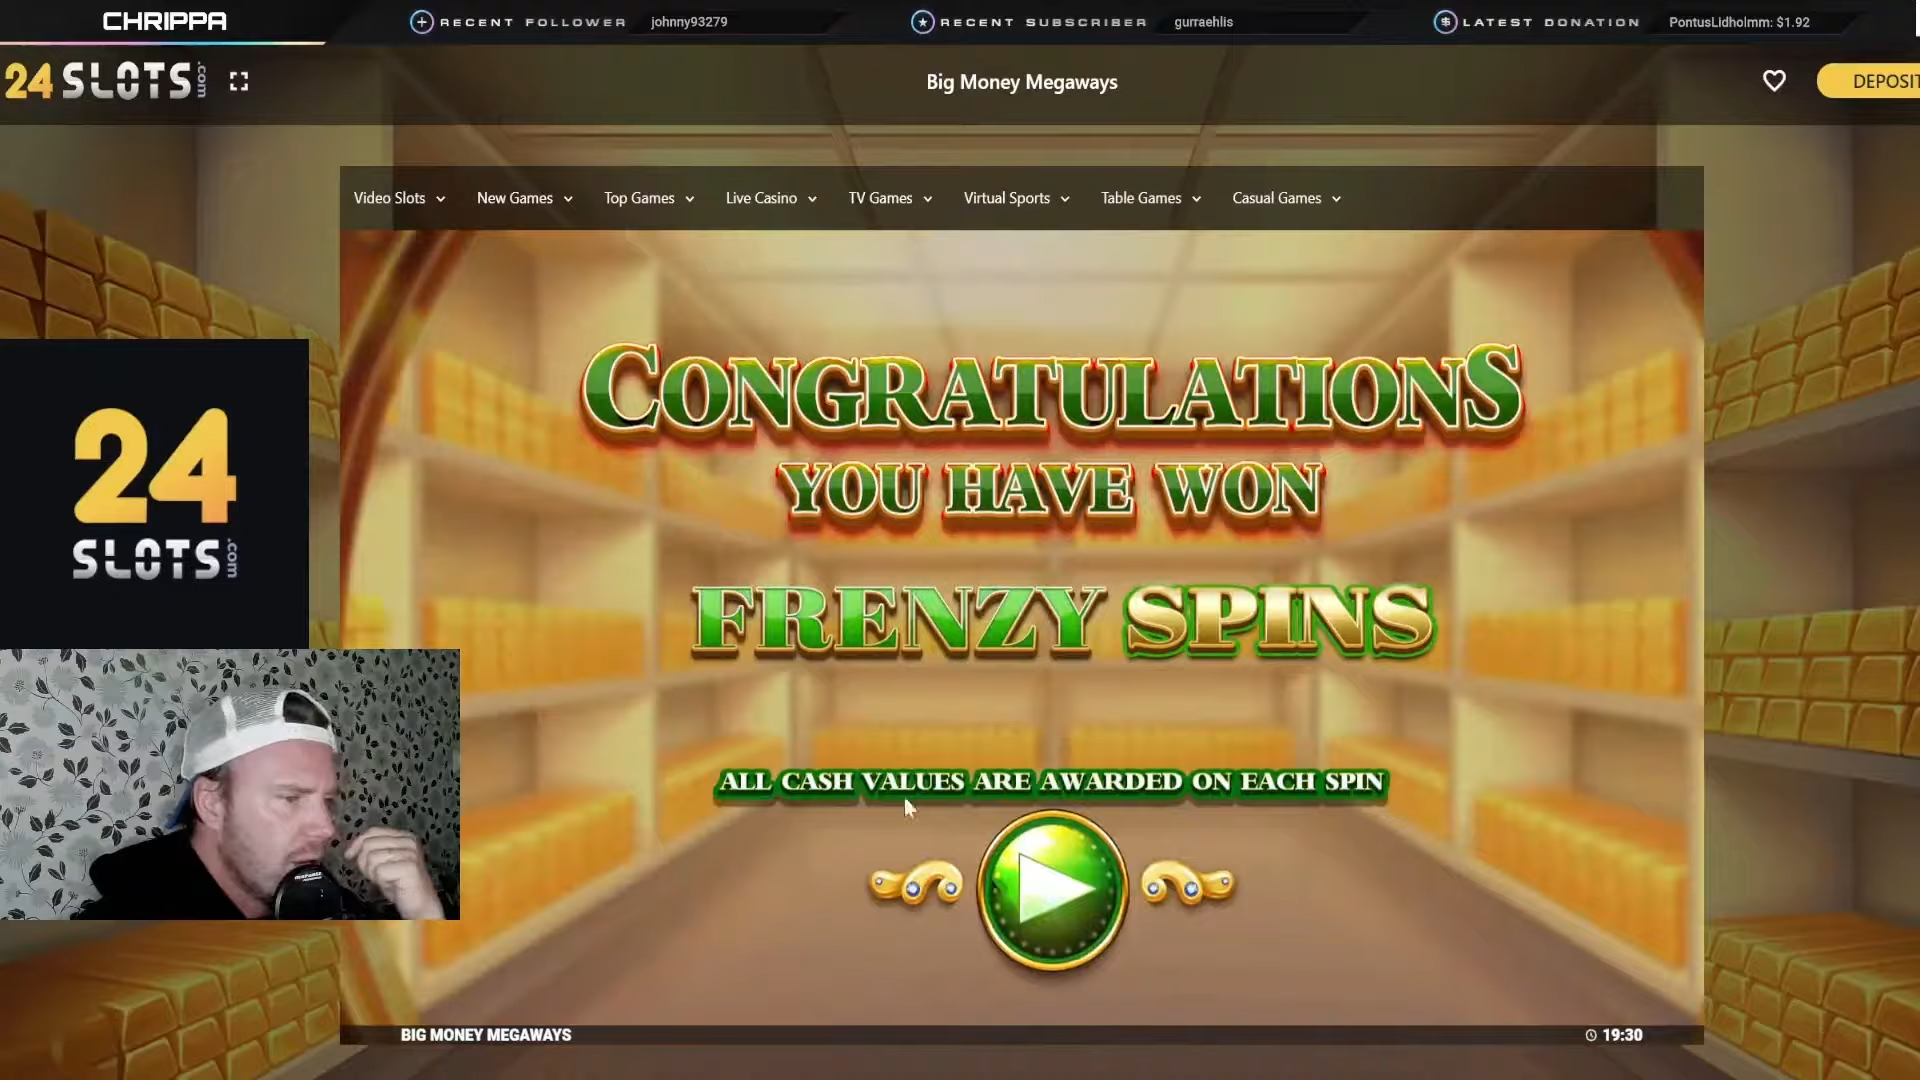 CHRIPPA
RECENT FOLLOWER johnny93279
RECENT SUBSCRIBER gurraehlis
LATEST DONATION PontusLidholmm: $1.92
24 SLOTS.com
Big Money Megaways
DEPOSIT
Video Slots
New Games
Top Games
Live Casino
TV Games
Virtual Sports
Table Games
Casual Games
CONGRATULATIONS
YOU HAVE WON
FRENZY SPINS
24
SLOTS.com
ALL CASH VALUES ARE AWARDED ON EACH SPIN
BIG MONEY MEGAWAYS
19:30